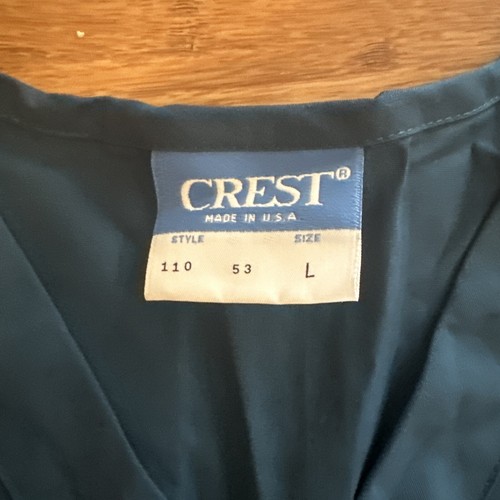 CREST®
MADE IN U.S.A.
STYLE SIZE
110 53 L